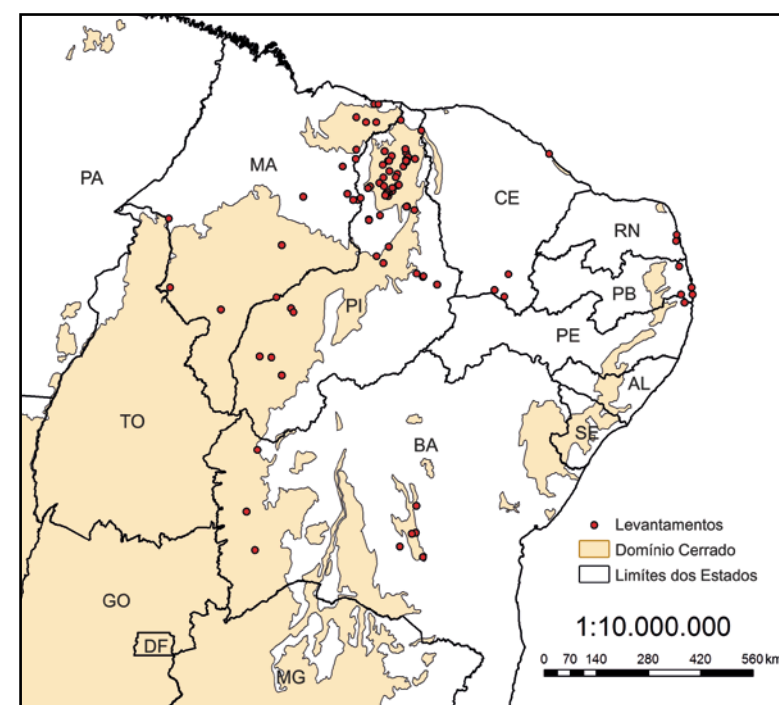 PA
MA
CE
RN
PB
PI
PE
AL
TO
SE
BA
Levantamentos
Domínio Cerrado
Limítes dos Estados
GO
1:10.000.000
DF
MG
0 70 140 280 420 560 km